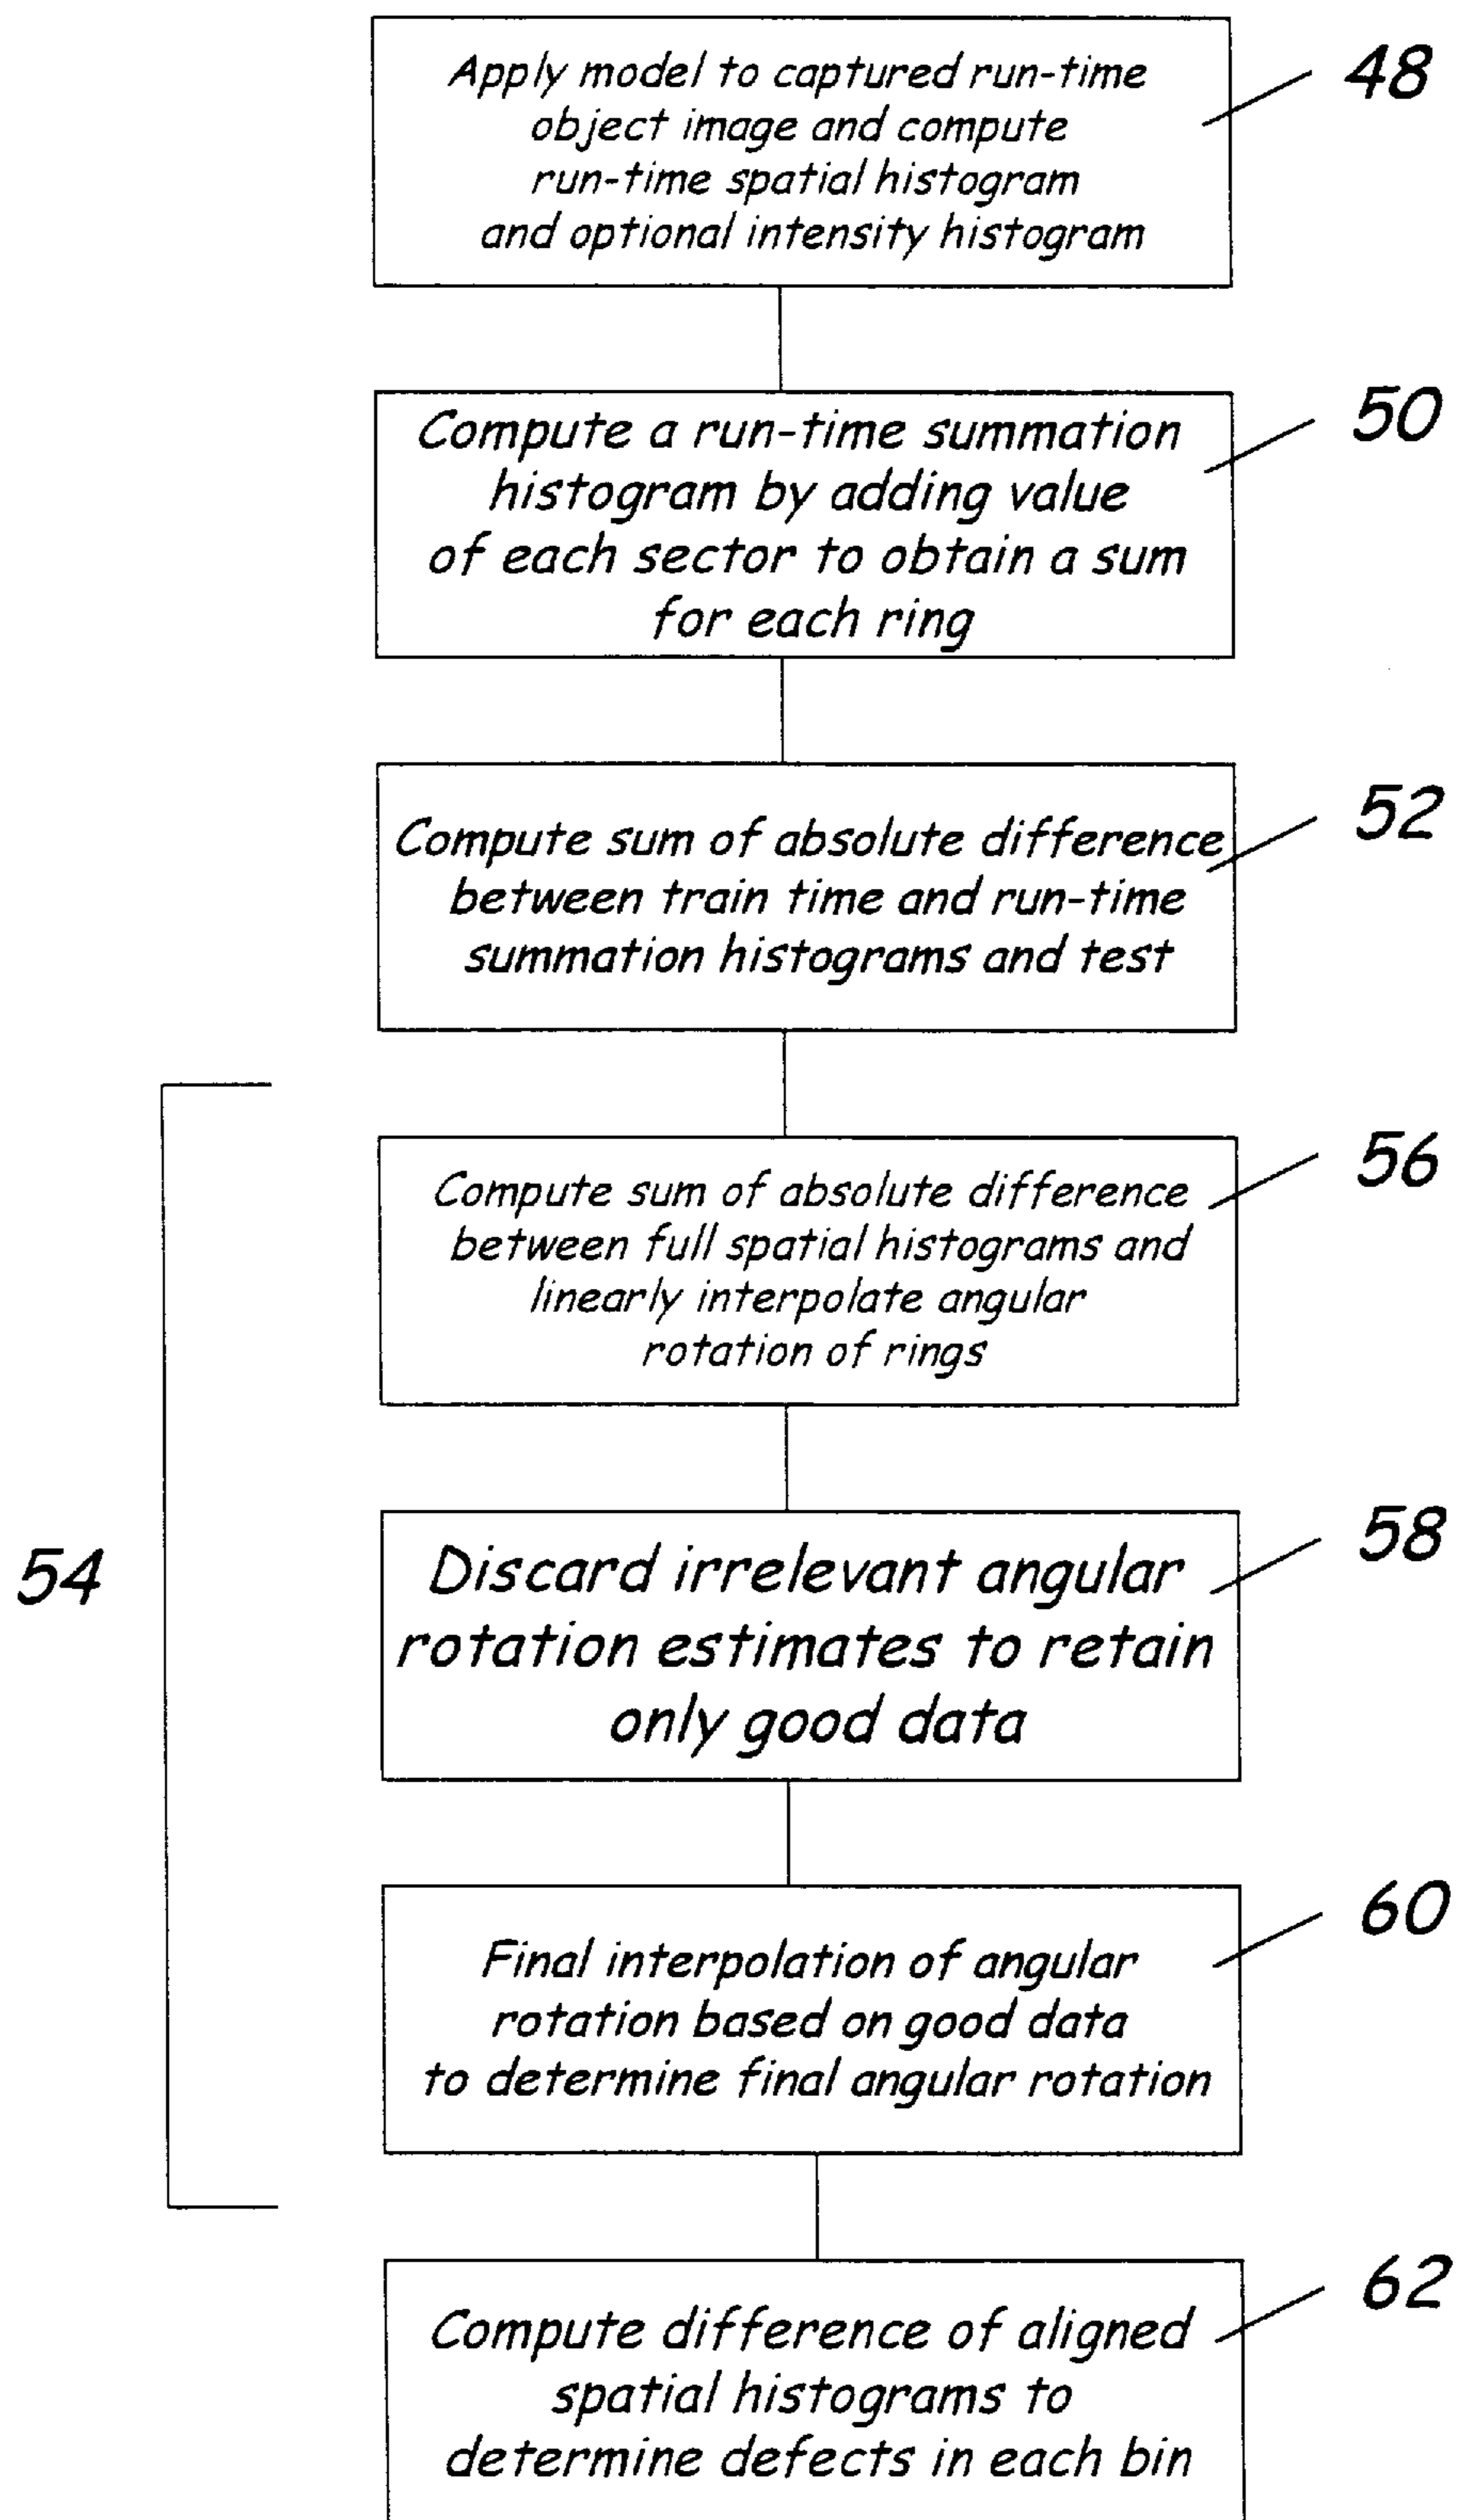 Apply model to captured run-time
object image and compute
run-time spatial histogram
and optional intensity histogram
48
Compute a run-time summation
histogram by adding value
of each sector to obtain a sum
for each ring
50
Compute sum of absolute difference
between train time and run-time
summation histograms and test
52
54
Compute sum of absolute difference
between full spatial histograms and
linearly interpolate angular
rotation of rings
56
Discard irrelevant angular
rotation estimates to retain
only good data
58
Final interpolation of angular
rotation based on good data
to determine final angular rotation
60
Compute difference of aligned
spatial histograms to
determine defects in each bin
62